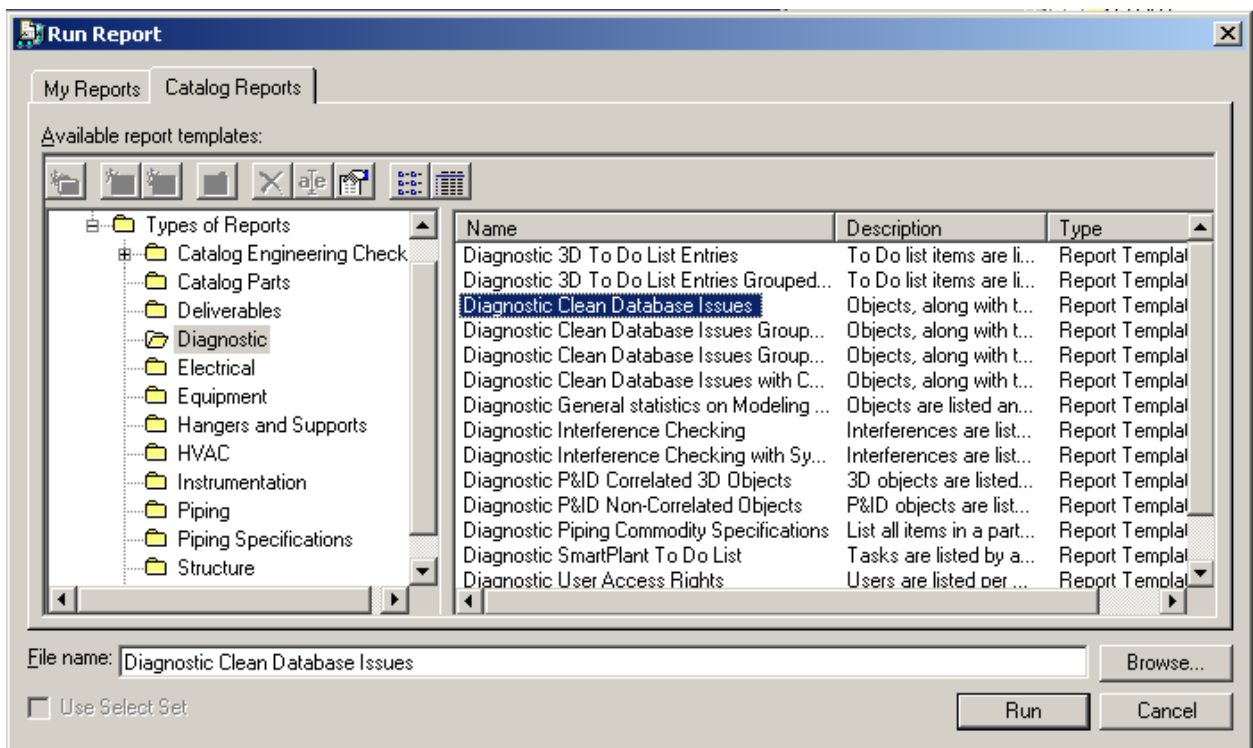 Run Report
My Reports
Catalog Reports
Available report templates:
Types of Reports
Catalog Engineering Check
Catalog Parts
Deliverables
Diagnostic
Electrical
Equipment
Hangers and Supports
HVAC
Instrumentation
Piping
Piping Specifications
Structure
Name Description Type
Diagnostic 3D To Do List Entries To Do list items are li... Report Templat
Diagnostic 3D To Do List Entries Grouped... To Do list items are li... Report Templat
Diagnostic Clean Database Issues Objects, along with t... Report Templat
Diagnostic Clean Database Issues Group... Objects, along with t... Report Templat
Diagnostic Clean Database Issues Group... Objects, along with t... Report Templat
Diagnostic Clean Database Issues with C... Objects, along with t... Report Templat
Diagnostic General statistics on Modeling ... Objects are listed an... Report Templat
Diagnostic Interference Checking Interferences are list... Report Templat
Diagnostic Interference Checking with Sy... Interferences are list... Report Templat
Diagnostic P&ID Correlated 3D Objects 3D objects are listed... Report Templat
Diagnostic P&ID Non-Correlated Objects P&ID objects are list... Report Templat
Diagnostic Piping Commodity Specifications List all items in a part... Report Templat
Diagnostic SmartPlant To Do List Tasks are listed by a... Report Templat
Diagnostic User Access Rights Users are listed per ... Report Templat
File name: Diagnostic Clean Database Issues Browse...
Use Select Set Run Cancel